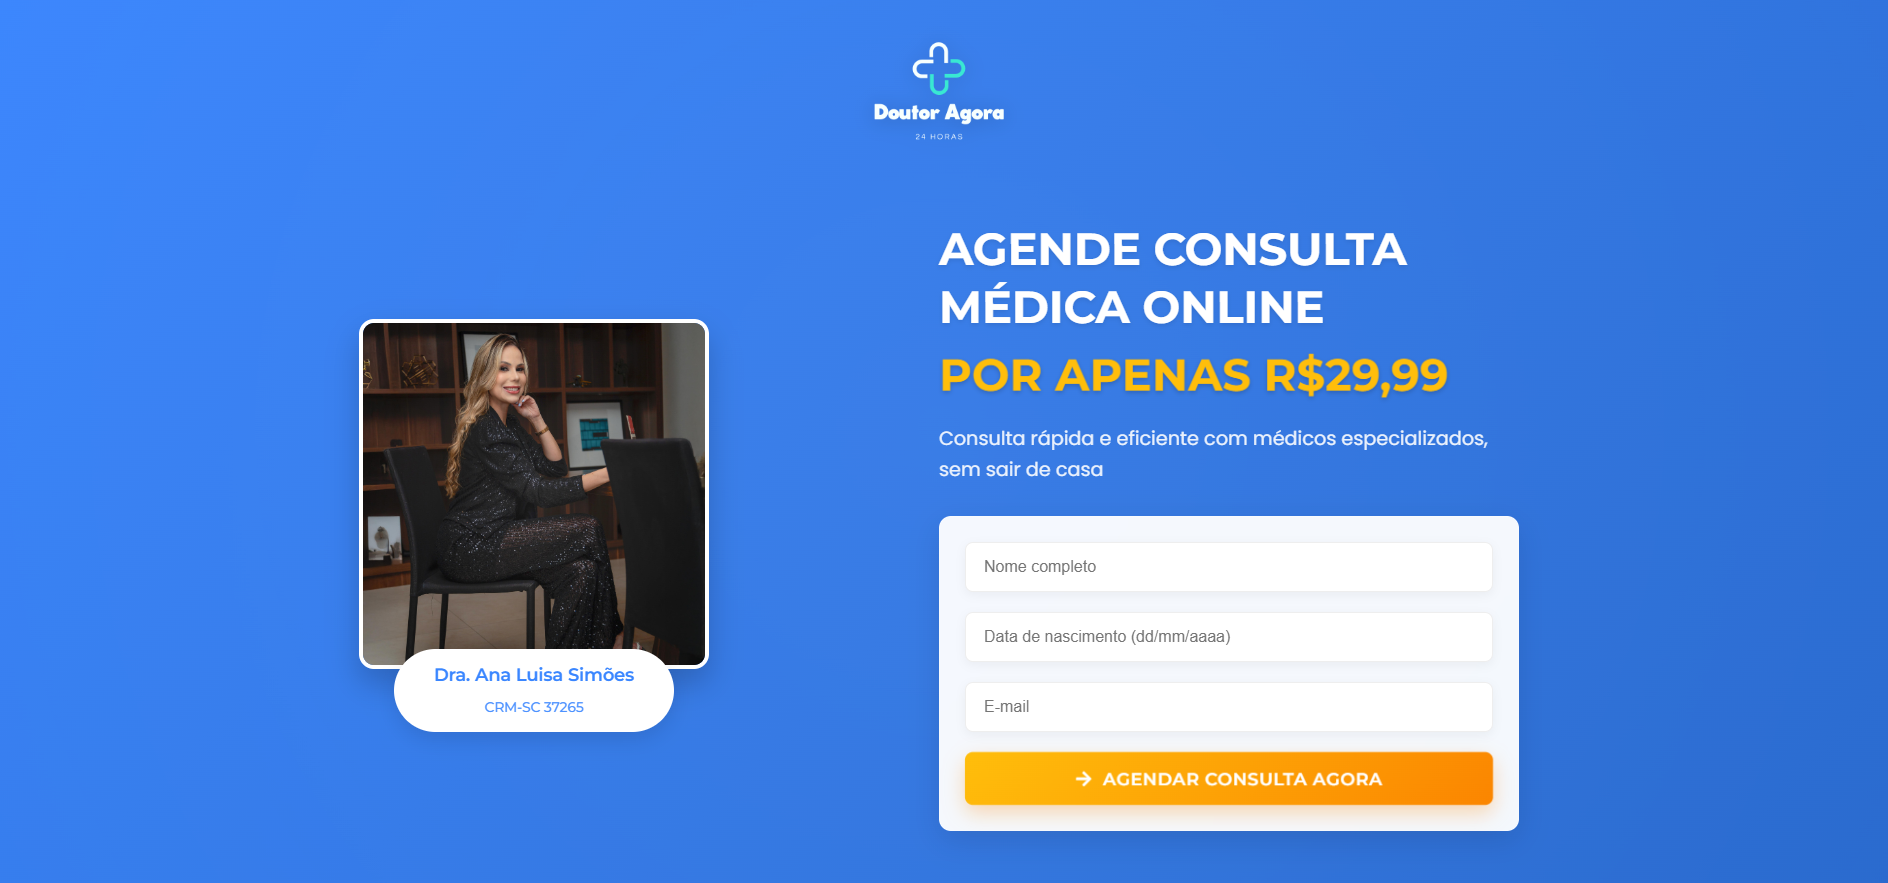 Doutor Agora
24 HORAS
AGENDE CONSULTA
MÉDICA ONLINE
POR APENAS R$29,99
Consulta rápida e eficiente com médicos especializados,
sem sair de casa
Dra. Ana Luisa Simões
CRM-SC 37265
Nome completo
Data de nascimento (dd/mm/aaaa)
E-mail
AGENDAR CONSULTA AGORA